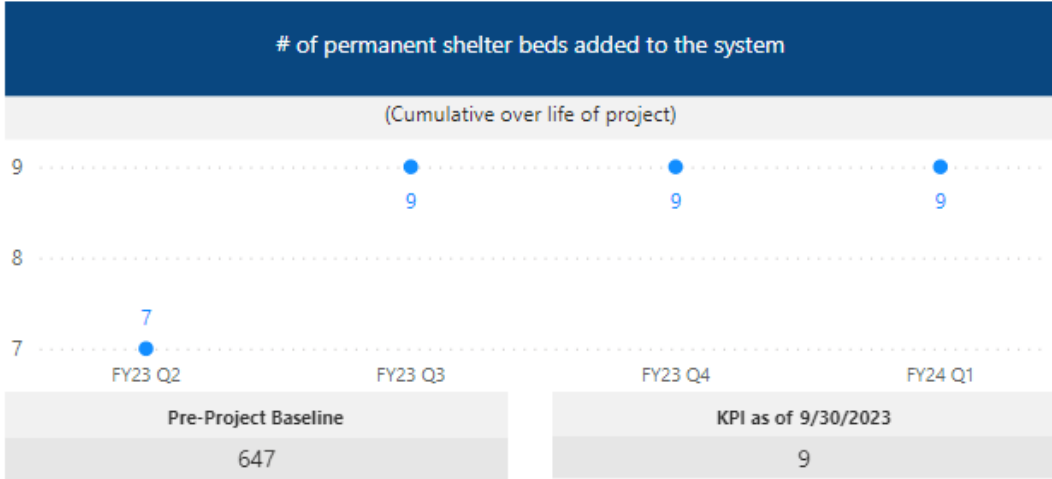 # of permanent shelter beds added to the system
(Cumulative over life of project)
9
9 9 9
8
7
7
FY23 Q2 FY23 Q3 FY23 Q4 FY24 Q1
Pre-Project Baseline KPI as of 9/30/2023
647 9